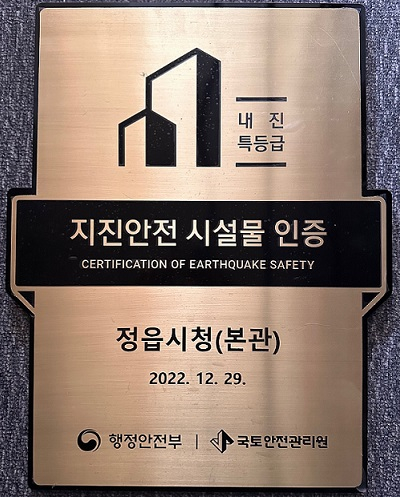 내 진
특등급
지진안전 시설물 인증
CERTIFICATION OF EARTHQUAKE SAFETY
정읍시청(본관)
2022. 12. 29.
행정안전부 | 국토안전관리원